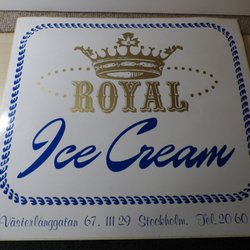 ROYAL
Ice Cream
Västerlånggatan 67. 111 29 Stockholm. Tel. 20 60